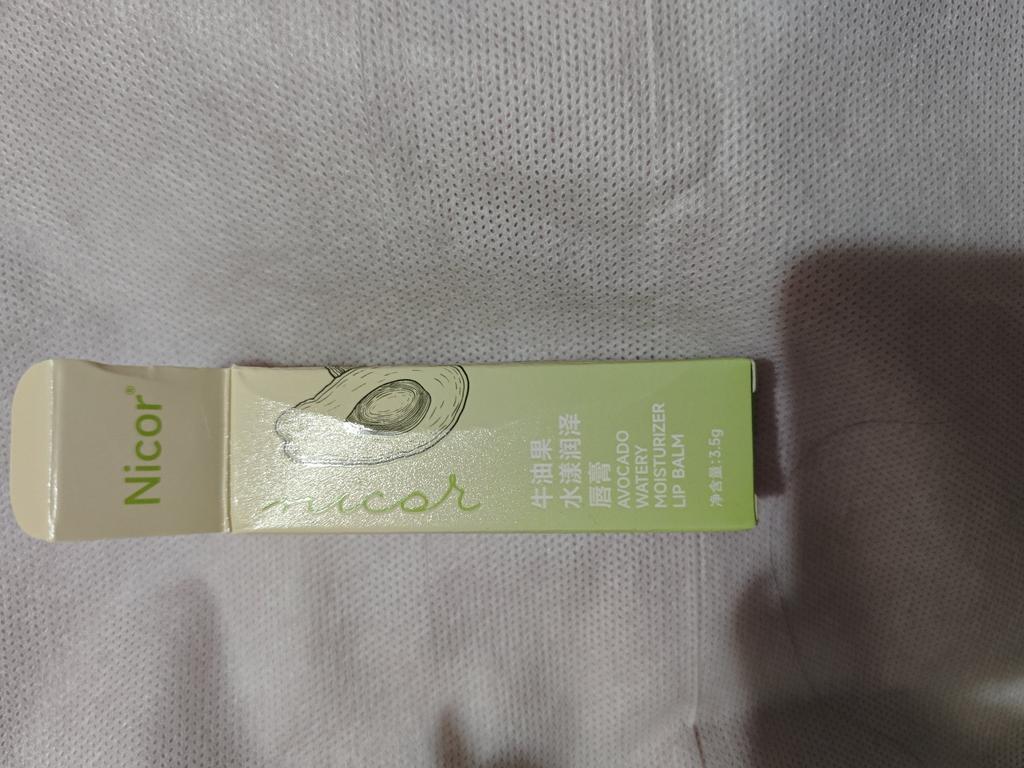 Nicor®
nicor
牛油果
水漾润泽
唇膏
AVOCADO
WATERY
MOISTURIZER
LIP BALM
净含量:3.5g